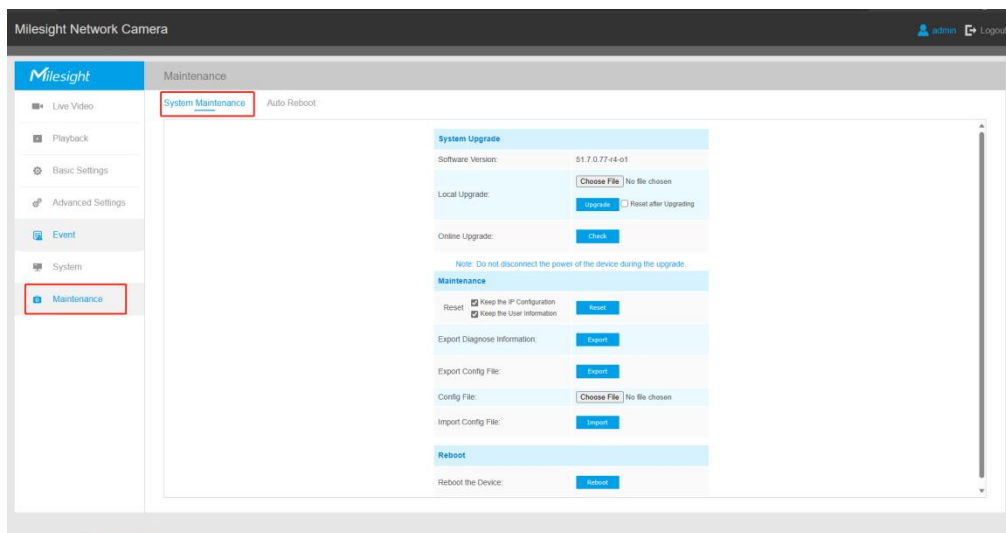 Milesight Network Camera
admin Logout
Milesight
Maintenance
Live Video
System Maintenance Auto Reboot
Playback
Basic Settings
Advanced Settings
Event
System
Maintenance
System Upgrade
Software Version: 51.7.0.77-r4-o1
Local Upgrade: Choose File No file chosen
Upgrade Reset after Upgrading
Online Upgrade: Check
Note: Do not disconnect the power of the device during the upgrade.
Maintenance
Reset Keep the IP Configuration
Keep the User Information Reset
Export Diagnose Information: Export
Export Config File: Export
Config File: Choose File No file chosen
Import Config File: Import
Reboot
Reboot the Device: Reboot